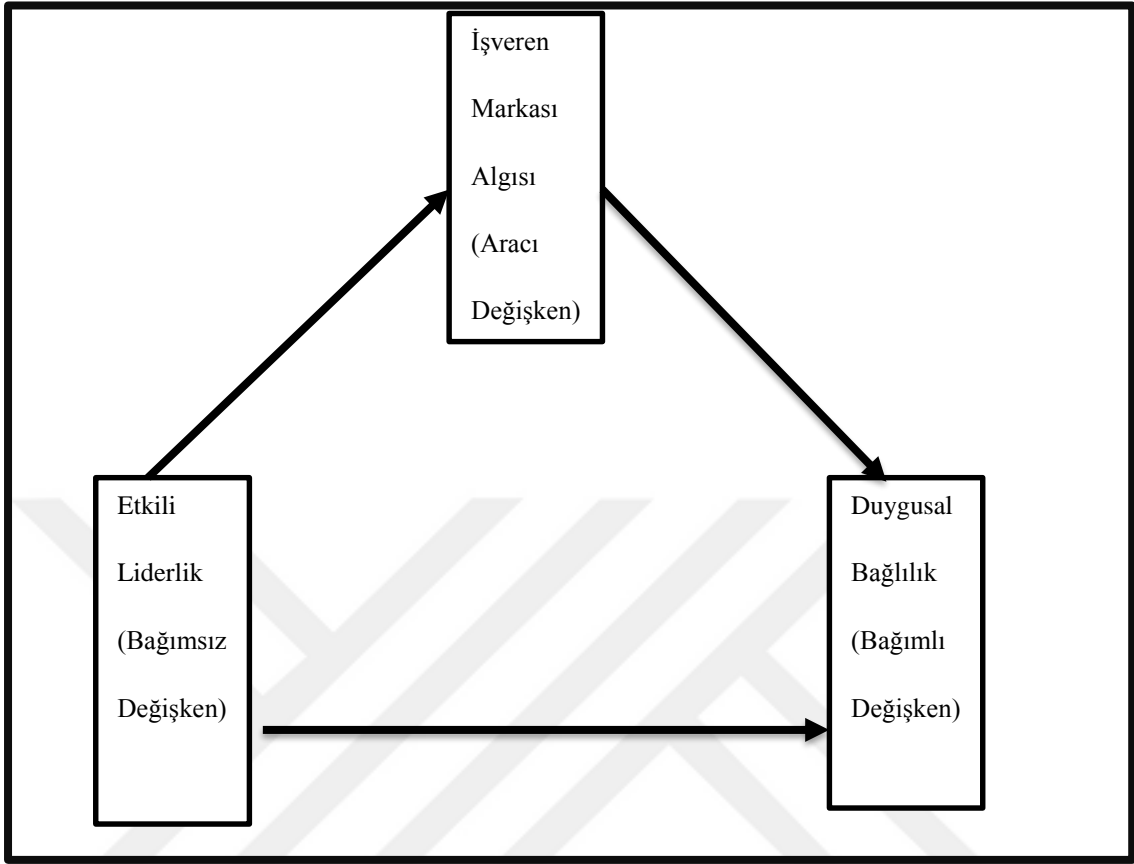 İşveren
Markası
Algısı
(Aracı
Değişken)
Etkili
Liderlik
(Bağımsız
Değişken)
Duygusal
Bağlılık
(Bağımlı
Değişken)